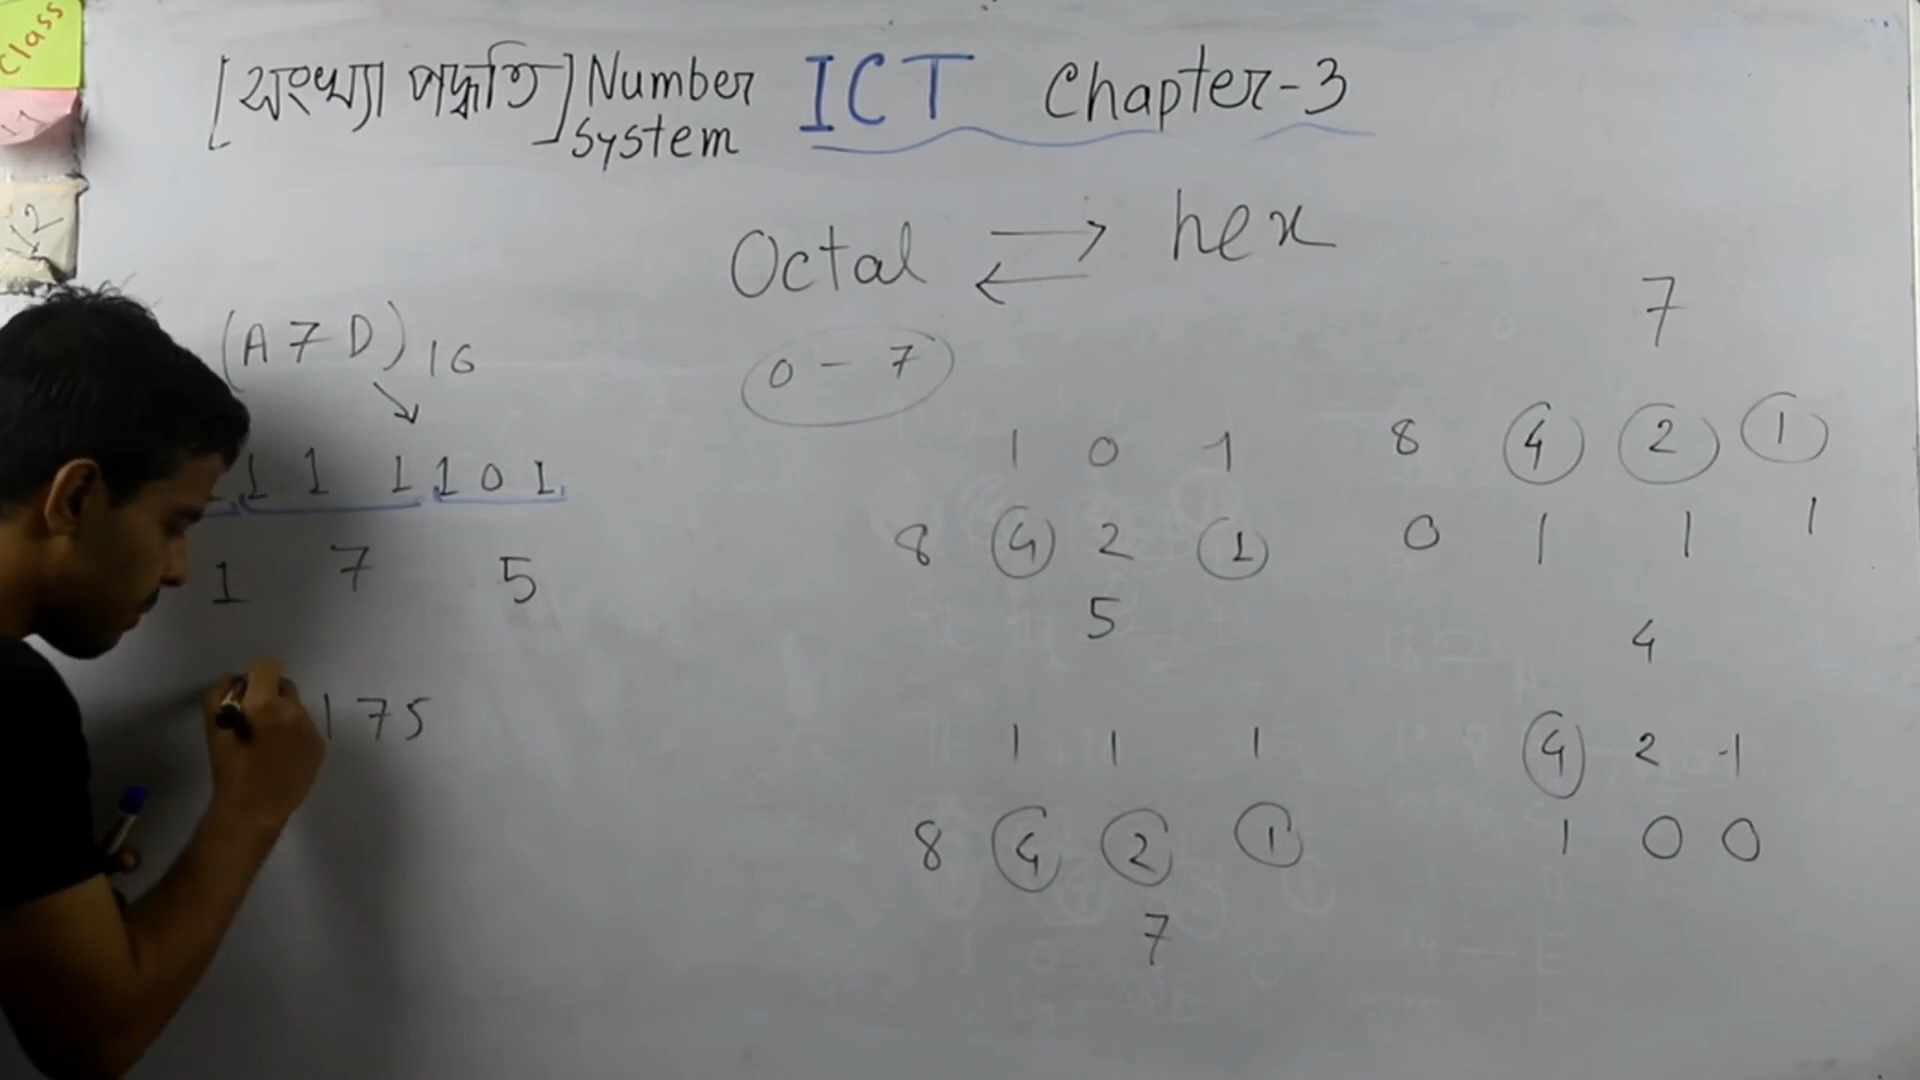 Class
11
12
[সংখ্যা পদ্ধতি] Number System ICT Chapter-3
Octal ⇄ hex
(A 7 D)16
0 - 7
1 1 1 1 0 1
1 7 5
175
1 0 1
8 4 2 1
5
1 1 1
8 4 2 1
7
7
8 4 2 1
0 1 1 1
4
4 2 1
1 0 0